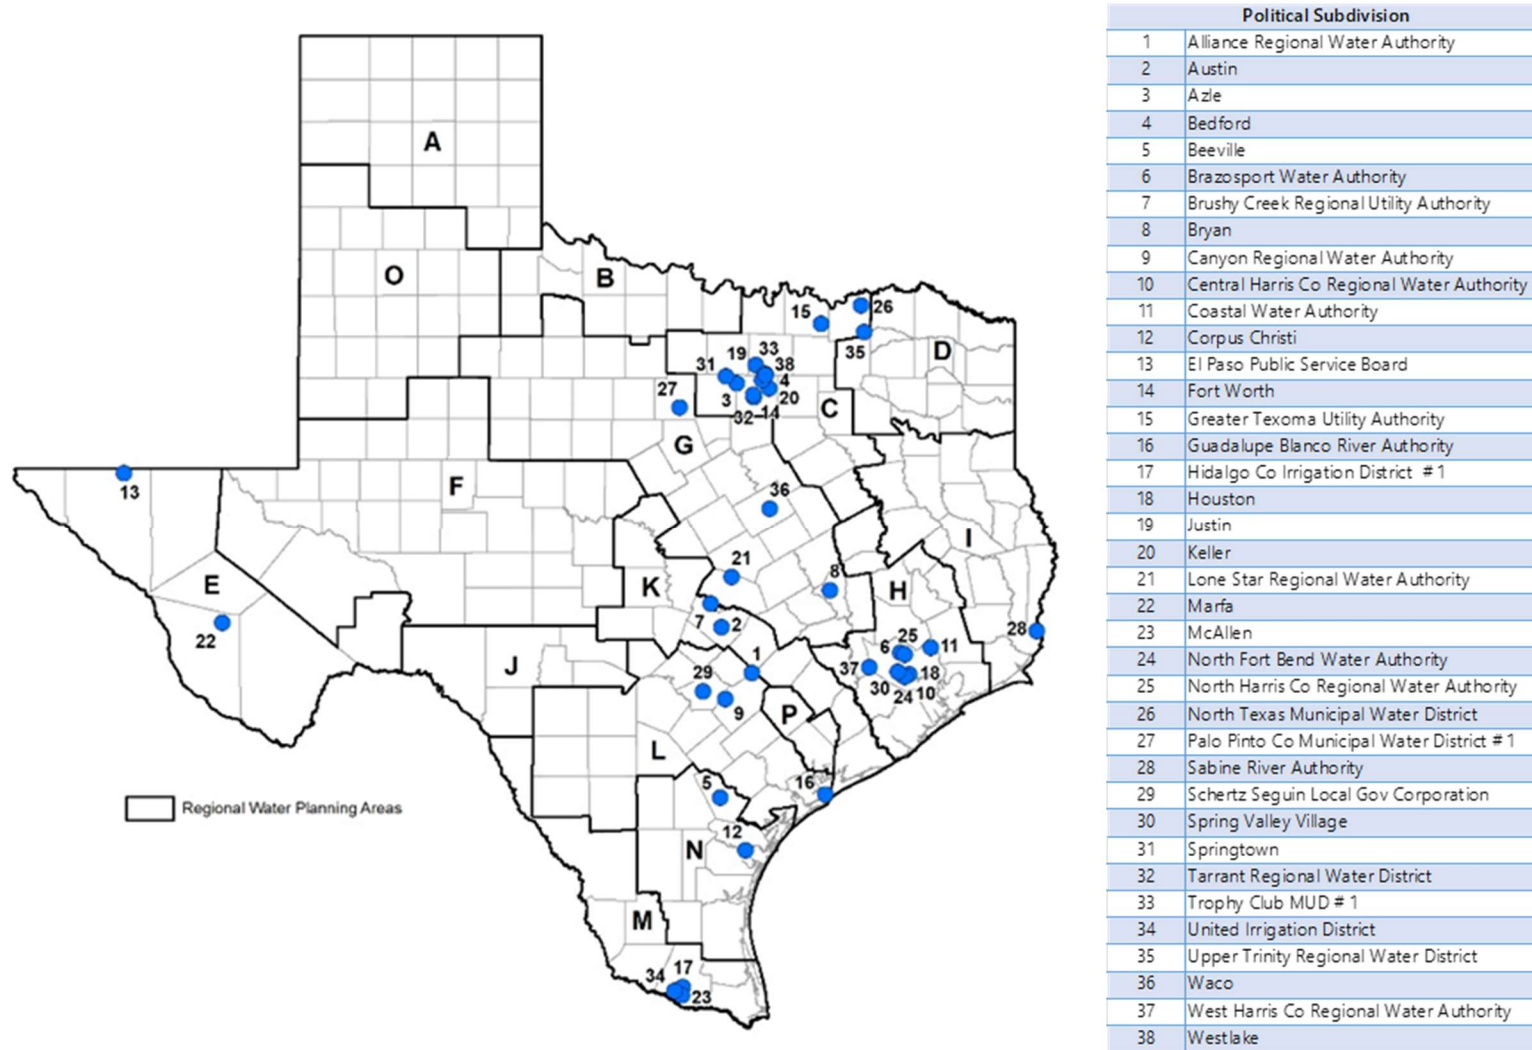 A
O
B
15
26
35
D
33
19
38
31
4
27
3
20
C
32
14
G
13
F
36
I
21
8
E
K
H
22
7
2
25
6
11
28
1
37
18
J
29
30
24
10
9
P
L
5
16
Regional Water Planning Areas
12
N
M
17
34
23
Political Subdivision
1 Alliance Regional Water Authority
2 Austin
3 Azle
4 Bedford
5 Beeville
6 Brazosport Water Authority
7 Brushy Creek Regional Utility Authority
8 Bryan
9 Canyon Regional Water Authority
10 Central Harris Co Regional Water Authority
11 Coastal Water Authority
12 Corpus Christi
13 El Paso Public Service Board
14 Fort Worth
15 Greater Texoma Utility Authority
16 Guadalupe Blanco River Authority
17 Hidalgo Co Irrigation District # 1
18 Houston
19 Justin
20 Keller
21 Lone Star Regional Water Authority
22 Marfa
23 McAllen
24 North Fort Bend Water Authority
25 North Harris Co Regional Water Authority
26 North Texas Municipal Water District
27 Palo Pinto Co Municipal Water District # 1
28 Sabine River Authority
29 Schertz Seguin Local Gov Corporation
30 Spring Valley Village
31 Springtown
32 Tarrant Regional Water District
33 Trophy Club MUD # 1
34 United Irrigation District
35 Upper Trinity Regional Water District
36 Waco
37 West Harris Co Regional Water Authority
38 Westlake